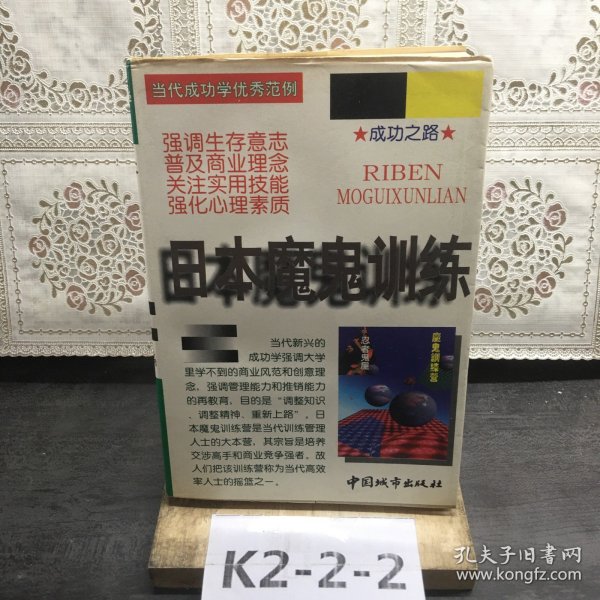 当代成功学优秀范例
★成功之路★
强调生存意志
普及商业理念
关注实用技能
强化心理素质
RIBEN
MOGUIXUNLIAN
日本魔鬼训练
当代新兴的
成功学强调大学
里学不到的商业风范和创意理
念，强调管理能力和推销能力
的再教育，目的是“调整知识
、调整精神、重新上路”。日
本魔鬼训练营是当代训练管理
人士的大本营，其宗旨是培养
交涉高手和商业竞争强者。故
人们把该训练营称为当代高效
率人士的摇篮之一。
魔鬼訓練營
中国城市出版社
K2-2-2
孔夫子旧书网
www.kongfz.com